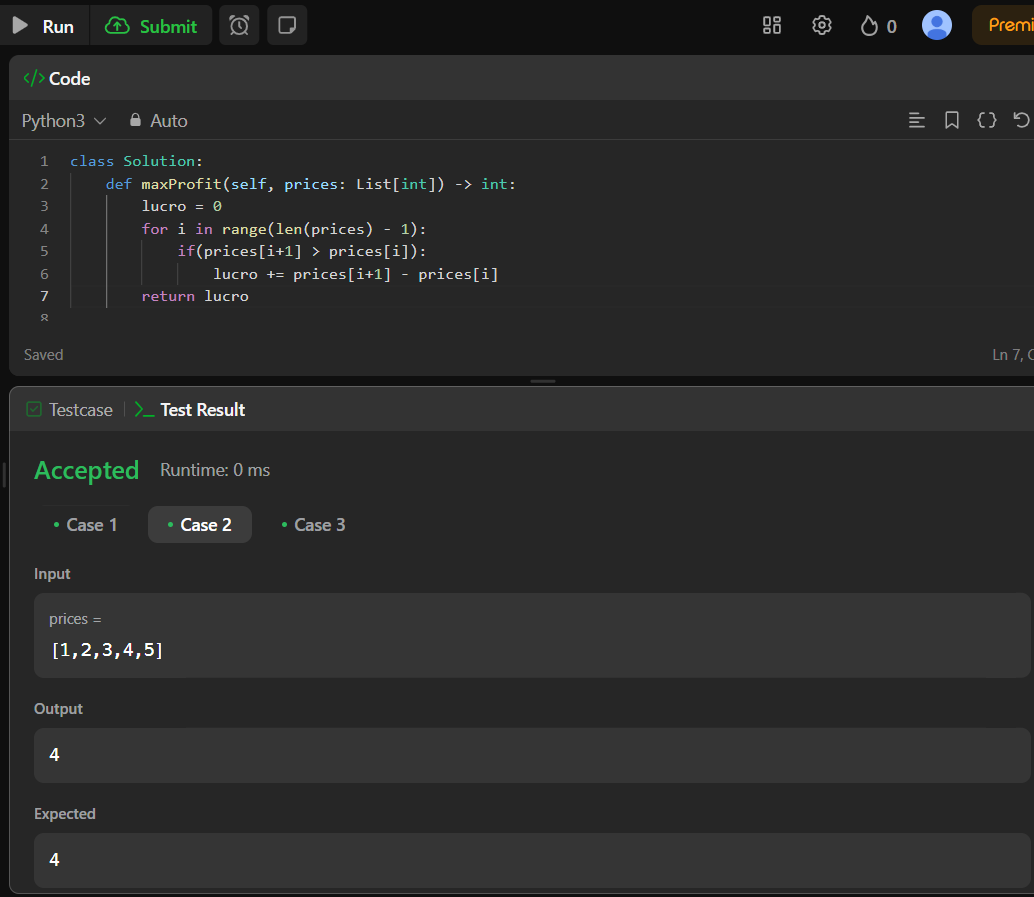 Run Submit 0 Premi
</> Code
Python3 Auto
1 class Solution:
2     def maxProfit(self, prices: List[int]) -> int:
3         lucro = 0
4         for i in range(len(prices) - 1):
5             if(prices[i+1] > prices[i]):
6                 lucro += prices[i+1] - prices[i]
7         return lucro
8
Saved Ln 7, C
Testcase Test Result
Accepted Runtime: 0 ms
Case 1 Case 2 Case 3
Input
prices =
[1,2,3,4,5]
Output
4
Expected
4